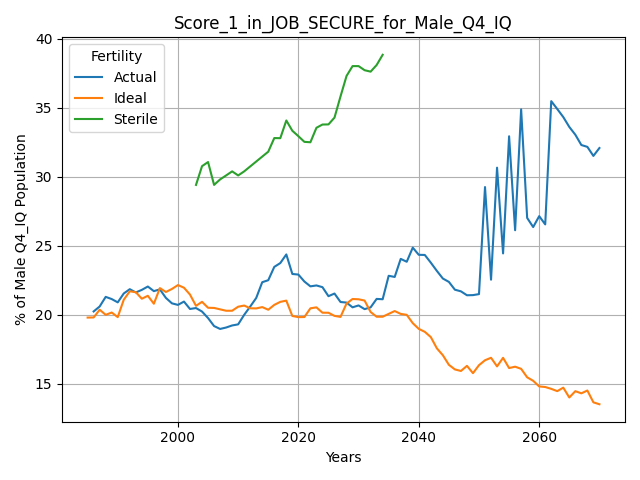 Score_1_in_JOB_SECURE_for_Male_Q4_IQ
Fertility
Actual
Ideal
Sterile
% of Male Q4_IQ Population
40
35
30
25
20
15
2000
2020
2040
2060
Years